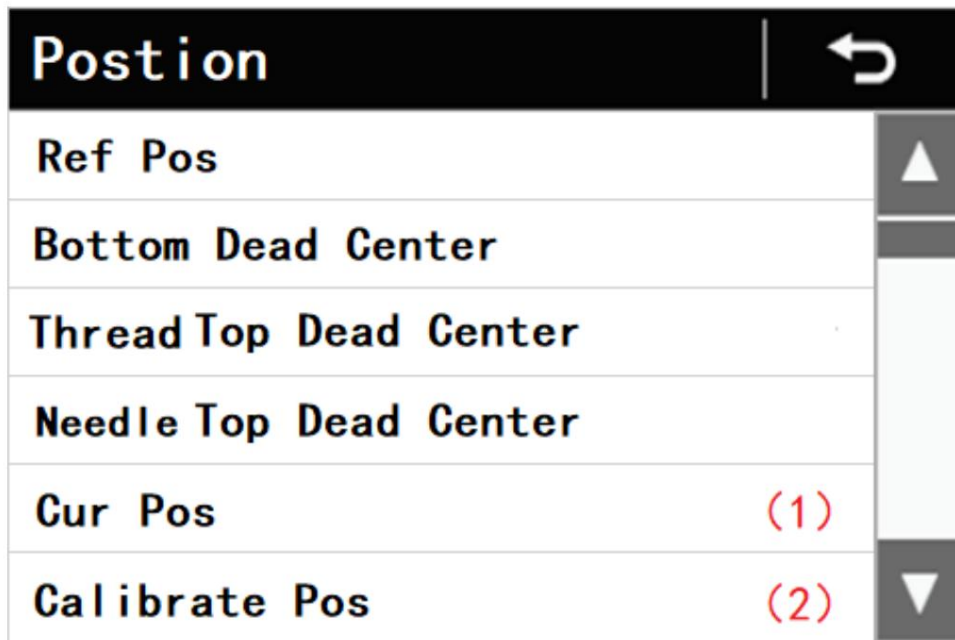 Postion
Ref Pos
Bottom Dead Center
Thread Top Dead Center
Needle Top Dead Center
Cur Pos (1)
Calibrate Pos (2)